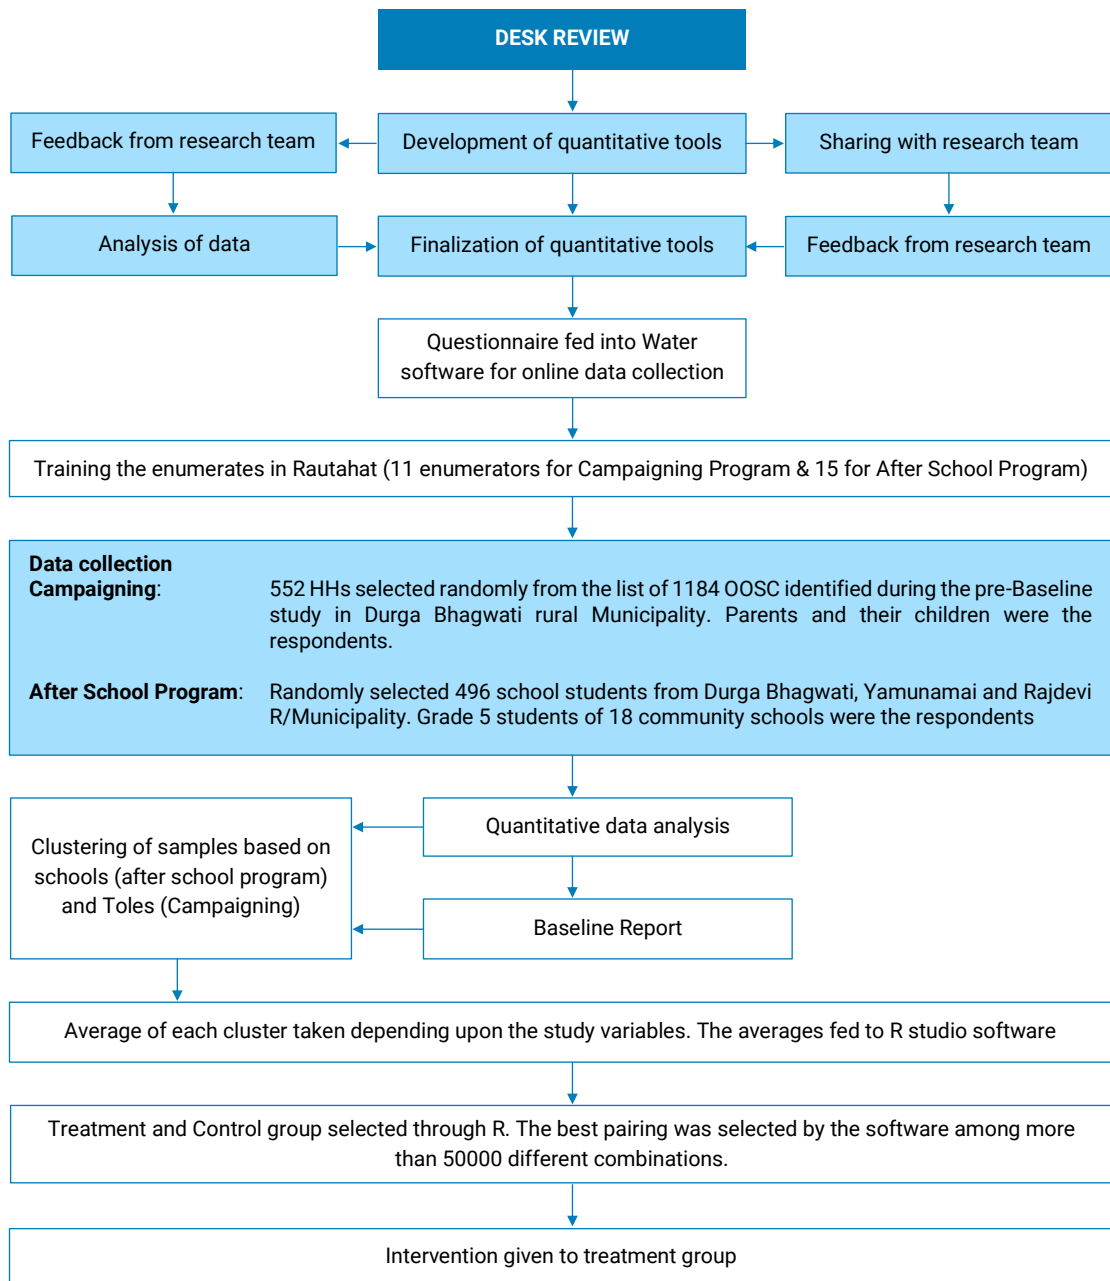 DESK REVIEW
Feedback from research team
Development of quantitative tools
Sharing with research team
Analysis of data
Finalization of quantitative tools
Feedback from research team
Questionnaire fed into Water
software for online data collection
Training the enumerates in Rautahat (11 enumerators for Campaigning Program & 15 for After School Program)
Data collection
Campaigning: 552 HHs selected randomly from the list of 1184 OOSC identified during the pre-Baseline
study in Durga Bhagwati rural Municipality. Parents and their children were the
respondents.
After School Program: Randomly selected 496 school students from Durga Bhagwati, Yamunamai and Rajdevi
R/Municipality. Grade 5 students of 18 community schools were the respondents
Quantitative data analysis
Clustering of samples based on
schools (after school program)
and Toles (Campaigning)
Baseline Report
Average of each cluster taken depending upon the study variables. The averages fed to R studio software
Treatment and Control group selected through R. The best pairing was selected by the software among more
than 50000 different combinations.
Intervention given to treatment group